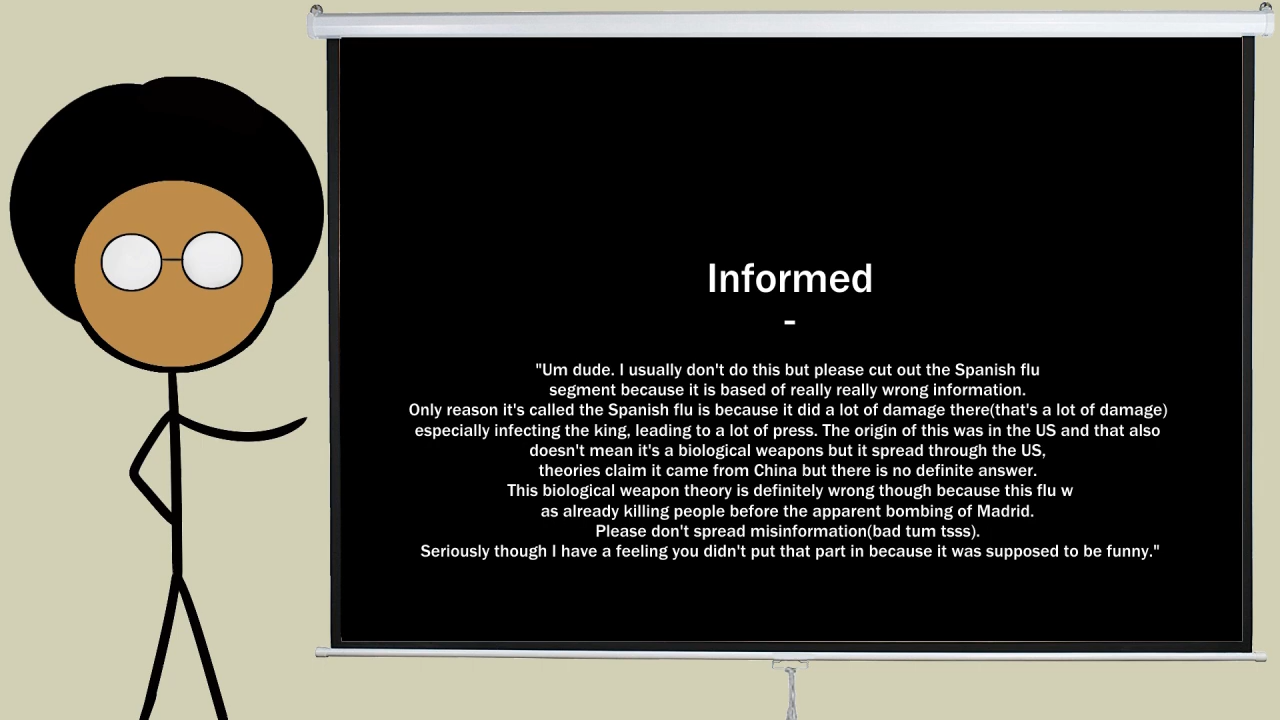 Informed
-
"Um dude. I usually don't do this but please cut out the Spanish flu
segment because it is based of really really wrong information.
Only reason it's called the Spanish flu is because it did a lot of damage there(that's a lot of damage)
especially infecting the king, leading to a lot of press. The origin of this was in the US and that also
doesn't mean it's a biological weapons but it spread through the US,
theories claim it came from China but there is no definite answer.
This biological weapon theory is definitely wrong though because this flu w
as already killing people before the apparent bombing of Madrid.
Please don't spread misinformation(bad tum tsss).
Seriously though I have a feeling you didn't put that part in because it was supposed to be funny."